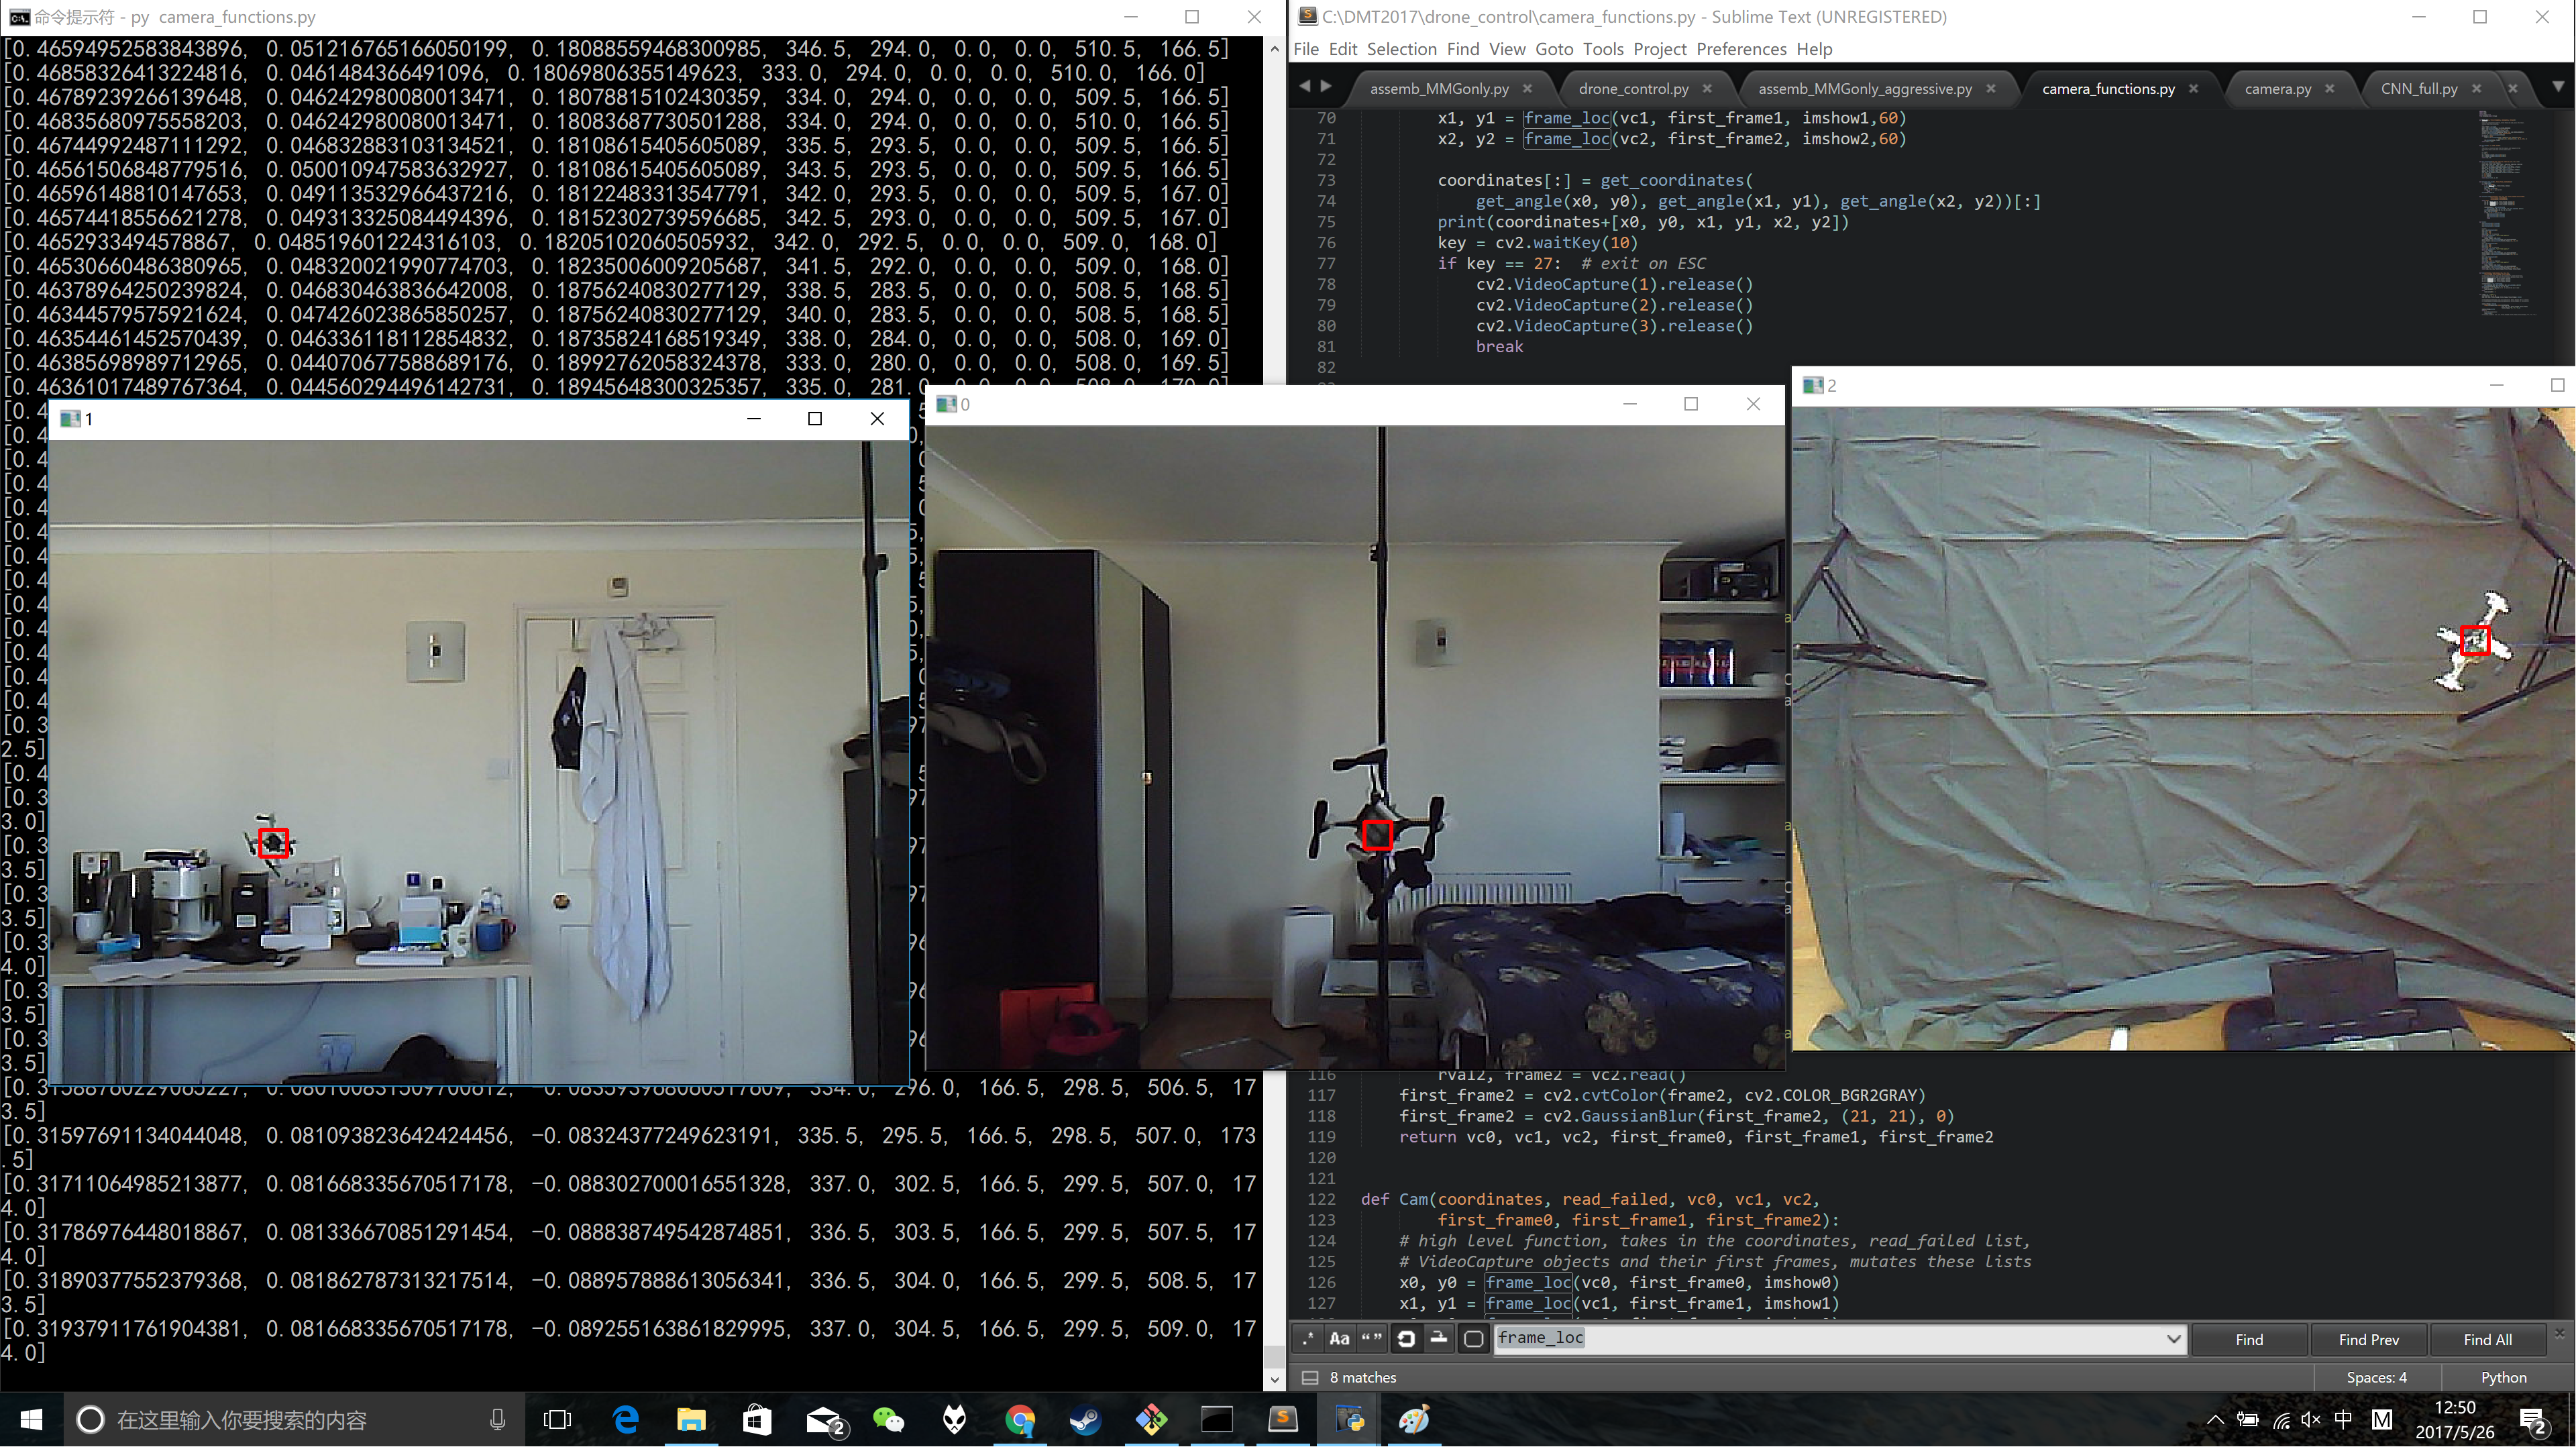 命令提示符 - py  camera_functions.py
[0.46594952583843896, 0.051216765166050199, 0.18088559468300985, 346.5, 294.0, 0.0, 0.0, 510.5, 166.5]
[0.46858326413224816, 0.0461484366491096, 0.18069806355149623, 333.0, 294.0, 0.0, 0.0, 510.0, 166.0]
[0.46789239266139648, 0.046242980080013471, 0.18078815102430359, 334.0, 294.0, 0.0, 0.0, 509.5, 166.5]
[0.46835680975558203, 0.046242980080013471, 0.18083687730501288, 334.0, 294.0, 0.0, 0.0, 510.0, 166.5]
[0.46744992487111292, 0.046832883103134521, 0.18108615405605089, 335.5, 293.5, 0.0, 0.0, 509.5, 166.5]
[0.46561506848779516, 0.050010947583632927, 0.18108615405605089, 345.0, 293.5, 0.0, 0.0, 509.5, 166.5]
[0.46596148810147653, 0.049113532966437216, 0.18122483313547791, 342.0, 293.0, 0.0, 0.0, 509.5, 167.0]
[0.46574418556621278, 0.049313325084494396, 0.18152302739596685, 342.5, 293.0, 0.0, 0.0, 509.5, 167.0]
[0.4652933494578867, 0.048519601224316103, 0.18205102060505932, 342.0, 292.5, 0.0, 0.0, 509.0, 168.0]
[0.46530660486380965, 0.048320021990774703, 0.18235006009205687, 341.5, 292.0, 0.0, 0.0, 509.0, 168.0]
[0.46378964250239824, 0.046830463836642008, 0.18756240830277129, 338.5, 283.5, 0.0, 0.0, 508.5, 168.5]
[0.46344579575921624, 0.047426023865850257, 0.18756240830277129, 340.0, 283.5, 0.0, 0.0, 508.5, 168.5]
[0.46354461452570439, 0.046336118112854832, 0.18735824168519349, 338.0, 284.0, 0.0, 0.0, 508.5, 169.0]
[0.46385698989712965, 0.044070677588689176, 0.18992762058324378, 333.0, 280.0, 0.0, 0.0, 508.0, 169.5]
[0.46361017489767364, 0.044560294496142731, 0.18945648300325357, 335.0, 281.0, 0.0, 0.0, 508.0, 170.0]
1
0
2
[0.31597691134044048, 0.081093823642424456, -0.08324377249623191, 335.5, 295.5, 166.5, 298.5, 507.0, 173
.5]
[0.31711064985213877, 0.081668335670517178, -0.088302700016551328, 337.0, 302.5, 166.5, 299.5, 507.0, 17
4.0]
[0.31786976448018867, 0.081336670851291454, -0.088838749542874851, 336.5, 303.5, 166.5, 299.5, 507.0, 17
4.0]
[0.31890377552379368, 0.081862787313217514, -0.088957888613056341, 336.5, 304.0, 166.5, 299.5, 508.5, 17
3.5]
[0.31937911761904381, 0.081668335670517178, -0.089255163861829995, 337.0, 304.5, 166.5, 299.5, 509.0, 17
4.0]
C:\DMT2017\drone_control\camera_functions.py - Sublime Text (UNREGISTERED)
File Edit Selection Find View Goto Tools Project Preferences Help
assemb_MMGonly.py drone_control.py assemb_MMGonly_aggressive.py camera_functions.py camera.py CNN_full.py
70 x1, y1 = frame_loc(vc1, first_frame1, imshow1,60)
71 x2, y2 = frame_loc(vc2, first_frame2, imshow2,60)
72
73 coordinates[:] = get_coordinates(
74 get_angle(x0, y0), get_angle(x1, y1), get_angle(x2, y2))[:]
75 print(coordinates+[x0, y0, x1, y1, x2, y2])
76 key = cv2.waitKey(10)
77 if key == 27:  # exit on ESC
78 cv2.VideoCapture(1).release()
79 cv2.VideoCapture(2).release()
80 cv2.VideoCapture(3).release()
81 break
82
116 rval2, frame2 = vc2.read()
117 first_frame2 = cv2.cvtColor(frame2, cv2.COLOR_BGR2GRAY)
118 first_frame2 = cv2.GaussianBlur(first_frame2, (21, 21), 0)
119 return vc0, vc1, vc2, first_frame0, first_frame1, first_frame2
120
121
122 def Cam(coordinates, read_failed, vc0, vc1, vc2,
123 first_frame0, first_frame1, first_frame2):
124 # high level function, takes in the coordinates, read_failed list,
125 # VideoCapture objects and their first frames, mutates these lists
126 x0, y0 = frame_loc(vc0, first_frame0, imshow0)
127 x1, y1 = frame_loc(vc1, first_frame1, imshow1)
.* Aa “” frame_loc Find Find Prev Find All
8 matches Spaces: 4 Python
在这里输入你要搜索的内容 2 中 M 12:50 2
2017/5/26